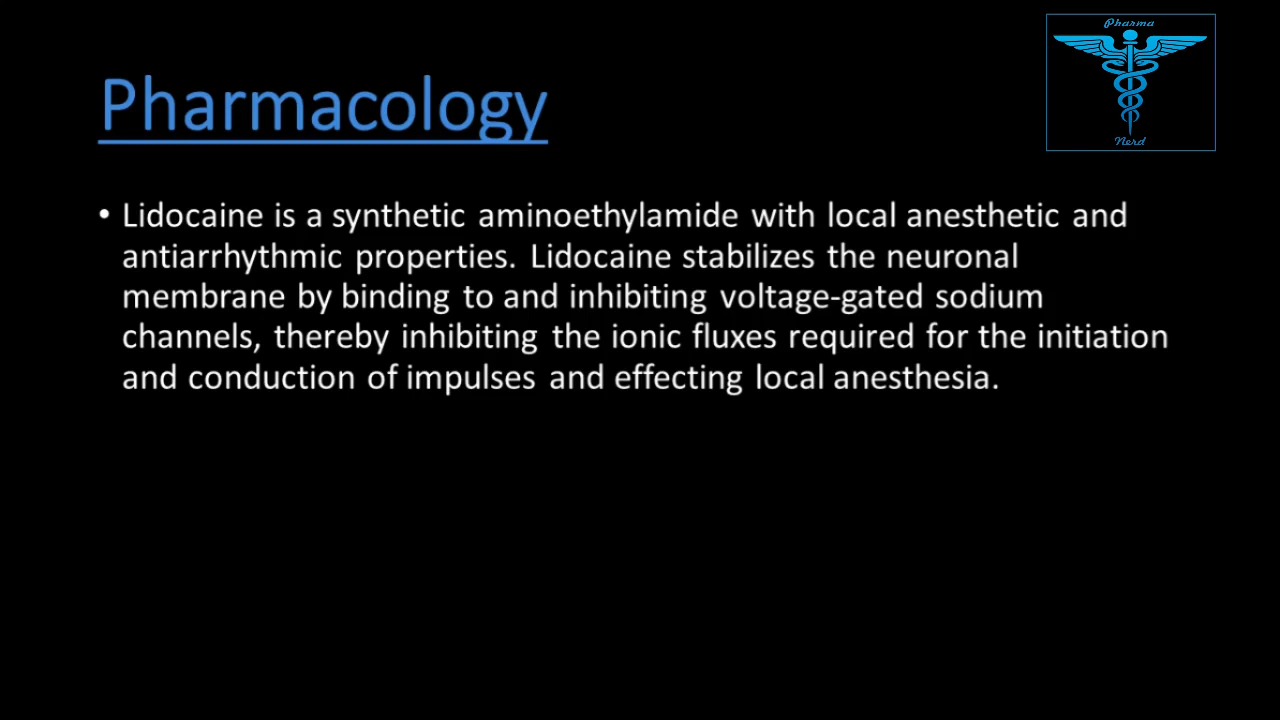 Pharma
Nerd
Pharmacology
• Lidocaine is a synthetic aminoethylamide with local anesthetic and
antiarrhythmic properties. Lidocaine stabilizes the neuronal
membrane by binding to and inhibiting voltage-gated sodium
channels, thereby inhibiting the ionic fluxes required for the initiation
and conduction of impulses and effecting local anesthesia.